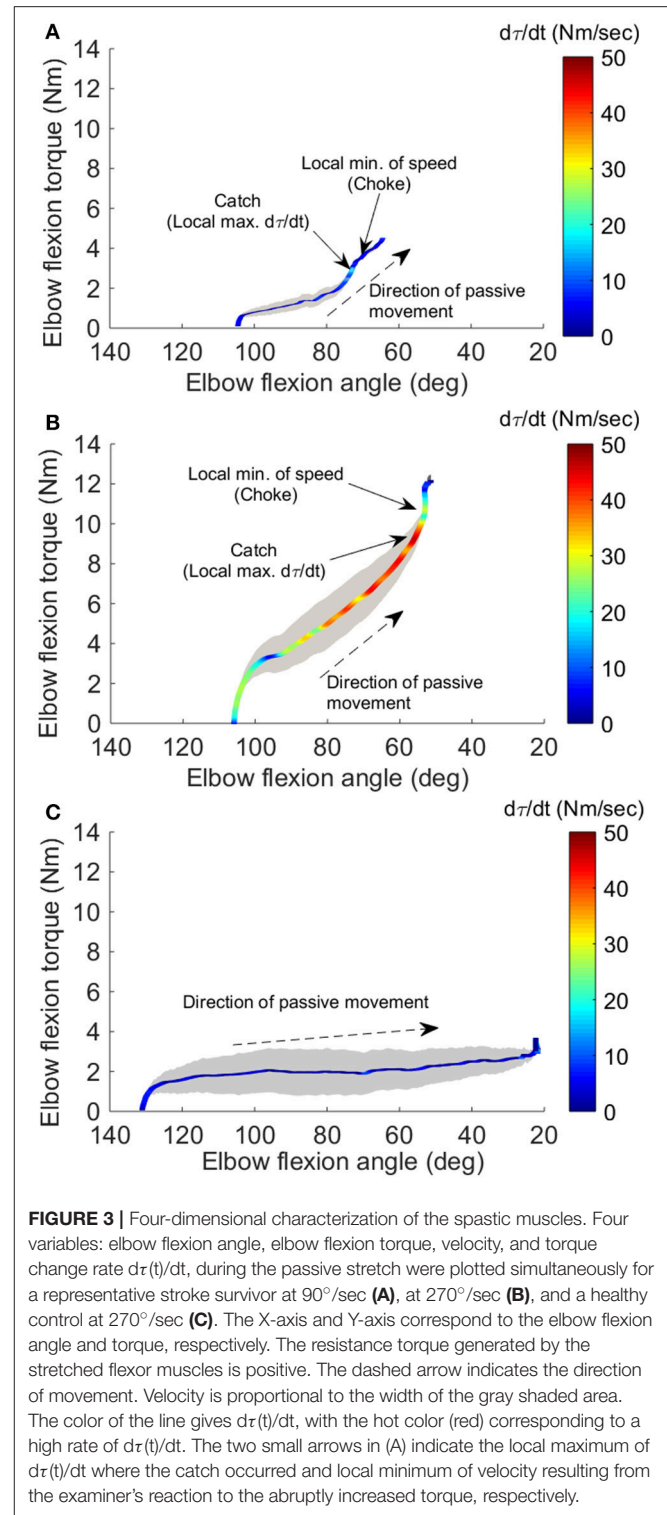 A
dτ/dt (Nm/sec)
Elbow flexion torque (Nm)
14
12
10
8
6
4
2
0
Local min. of speed
(Choke)
Catch
(Local max. dτ/dt)
Direction of passive
movement
140 120 100 80 60 40 20
Elbow flexion angle (deg)
50
40
30
20
10
0
B
dτ/dt (Nm/sec)
Elbow flexion torque (Nm)
14
12
10
8
6
4
2
0
Local min. of speed
(Choke)
Catch
(Local max. dτ/dt)
Direction of passive
movement
140 120 100 80 60 40 20
Elbow flexion angle (deg)
50
40
30
20
10
0
C
dτ/dt (Nm/sec)
Elbow flexion torque (Nm)
14
12
10
8
6
4
2
0
Direction of passive movement
140 120 100 80 60 40 20
Elbow flexion angle (deg)
50
40
30
20
10
0
FIGURE 3 | Four-dimensional characterization of the spastic muscles. Four
variables: elbow flexion angle, elbow flexion torque, velocity, and torque
change rate dτ(t)/dt, during the passive stretch were plotted simultaneously for
a representative stroke survivor at 90°/sec (A), at 270°/sec (B), and a healthy
control at 270°/sec (C). The X-axis and Y-axis correspond to the elbow flexion
angle and torque, respectively. The resistance torque generated by the
stretched flexor muscles is positive. The dashed arrow indicates the direction
of movement. Velocity is proportional to the width of the gray shaded area.
The color of the line gives dτ(t)/dt, with the hot color (red) corresponding to a
high rate of dτ(t)/dt. The two small arrows in (A) indicate the local maximum of
dτ(t)/dt where the catch occurred and local minimum of velocity resulting from
the examiner's reaction to the abruptly increased torque, respectively.